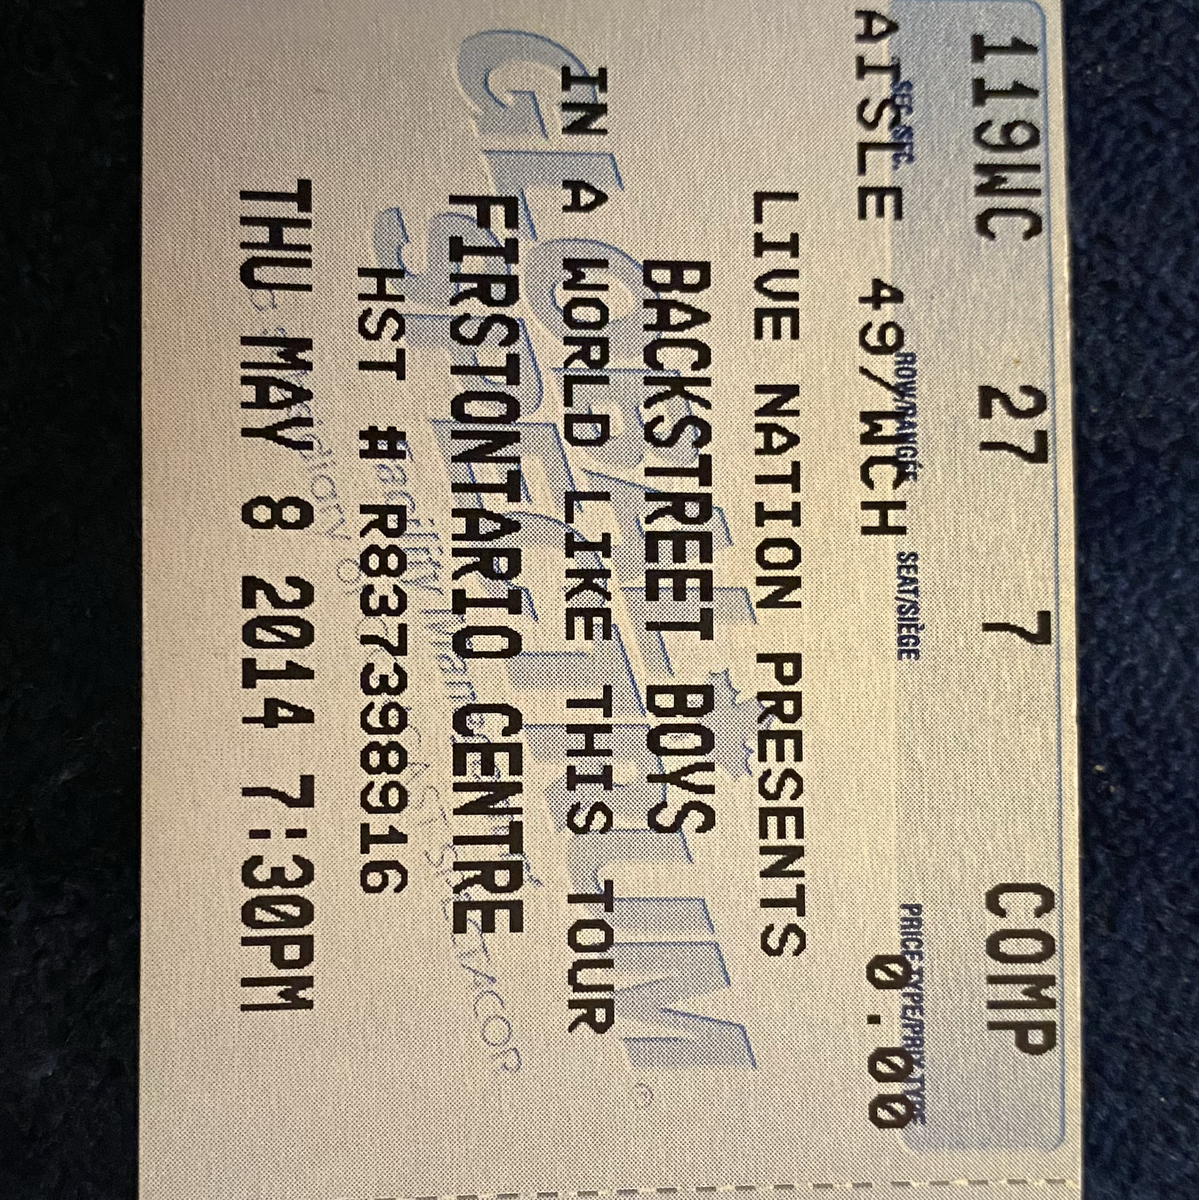 119WC 27 7 COMP
SEC./SEC. ROW/RANGÉE SEAT/SIÈGE PRICE TYPE/PRIX TYPE
AISLE 49/WCH 0.00
LIVE NATION PRESENTS
BACKSTREET BOYS
IN A WORLD LIKE THIS TOUR
FIRSTONTARIO CENTRE
HST # R837398916
THU MAY 8 2014 7:30PM
GLOBAL
SPECTRUM